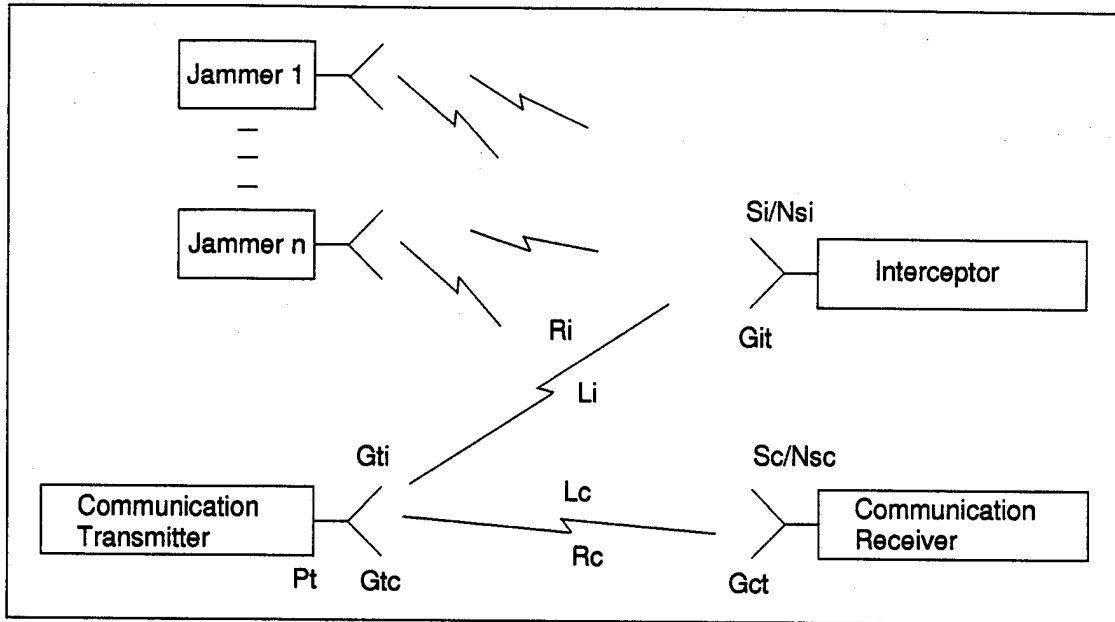 Jammer 1
Jammer n
Si/Nsi
Interceptor
Git
Ri
Li
Gti
Sc/Nsc
Communication
Transmitter
Lc
Communication
Receiver
Rc
Pt
Gtc
Gct